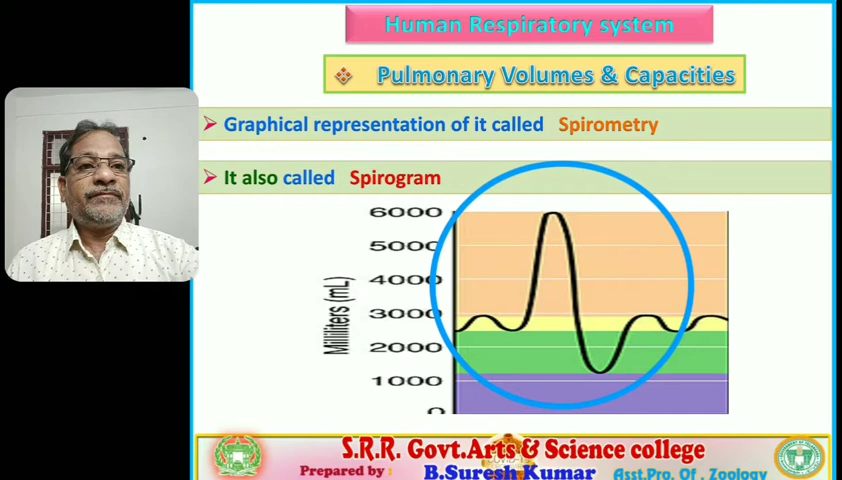 Human Respiratory system
Pulmonary Volumes & Capacities
Graphical representation of it called Spirometry
It also called Spirogram
6000
5000
4000
3000
2000
1000
0
Milliliters (mL)
S.R.R. Govt.Arts & Science college
Prepared by : B.Suresh Kumar Asst.Pro. Of . Zoology